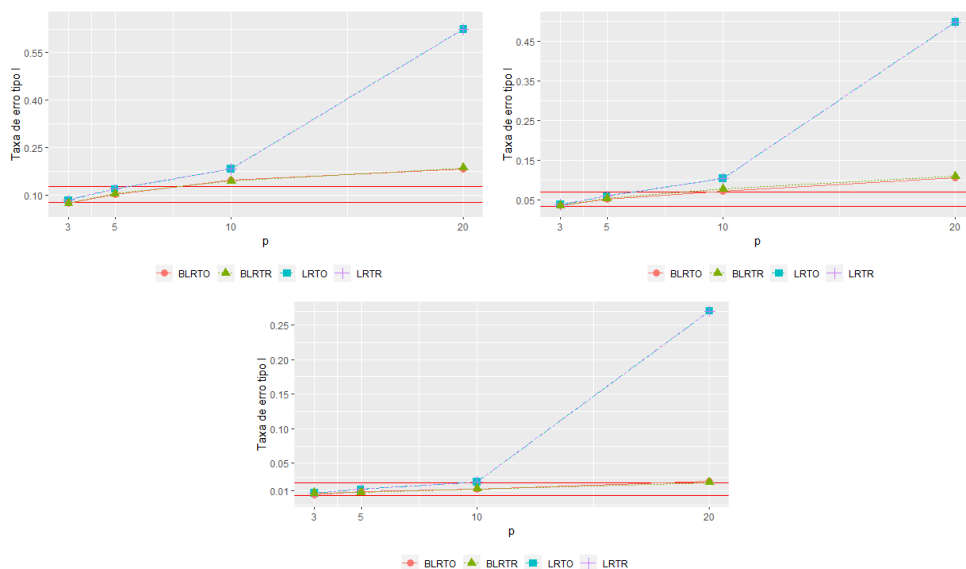 Taxa de erro tipo I
0.55
0.40
0.25
0.10
3
5
10
20
p
BLRTO
BLRTR
LRTO
LRTR
Taxa de erro tipo I
0.45
0.35
0.25
0.15
0.05
3
5
10
20
p
BLRTO
BLRTR
LRTO
LRTR
Taxa de erro tipo I
0.25
0.20
0.15
0.10
0.05
0.01
3
5
10
20
p
BLRTO
BLRTR
LRTO
LRTR